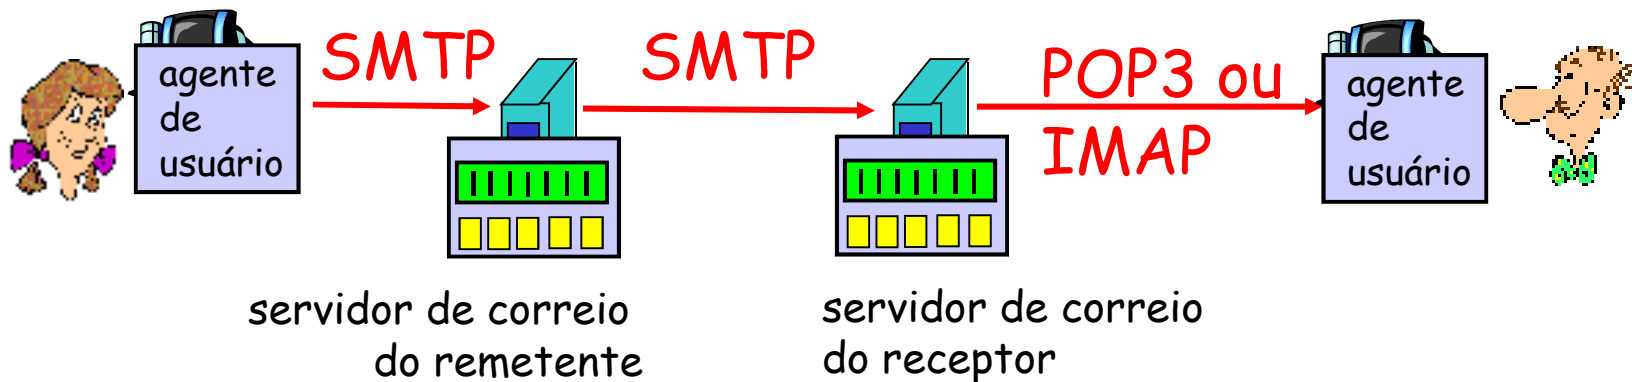 agente
de
usuário
SMTP
SMTP
POP3 ou
IMAP
agente
de
usuário
servidor de correio
do remetente
servidor de correio
do receptor